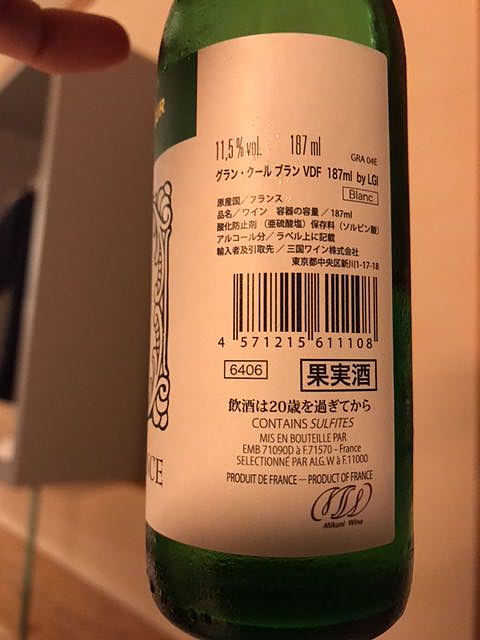 UR
11,5% vol. 187 ml
GRA 04E
グラン・クール ブラン VDF 187ml by LGI
Blanc
原産国／フランス
品名／ワイン 容器の容量／187ml
酸化防止剤（亜硫酸塩）保存料（ソルビン酸）
アルコール分／ラベル上に記載
輸入者及引取先／三国ワイン株式会社
東京都中央区新川1-17-18
4 571215 611108
6406
果実酒
飲酒は20歳を過ぎてから
CONTAINS SULFITES
MIS EN BOUTEILLE PAR
EMB 71090D à F.71570 - France
SELECTIONNÉ PAR ALG.W à F.11000
PRODUIT DE FRANCE — PRODUCT OF FRANCE
NCE
Mikuni Wine